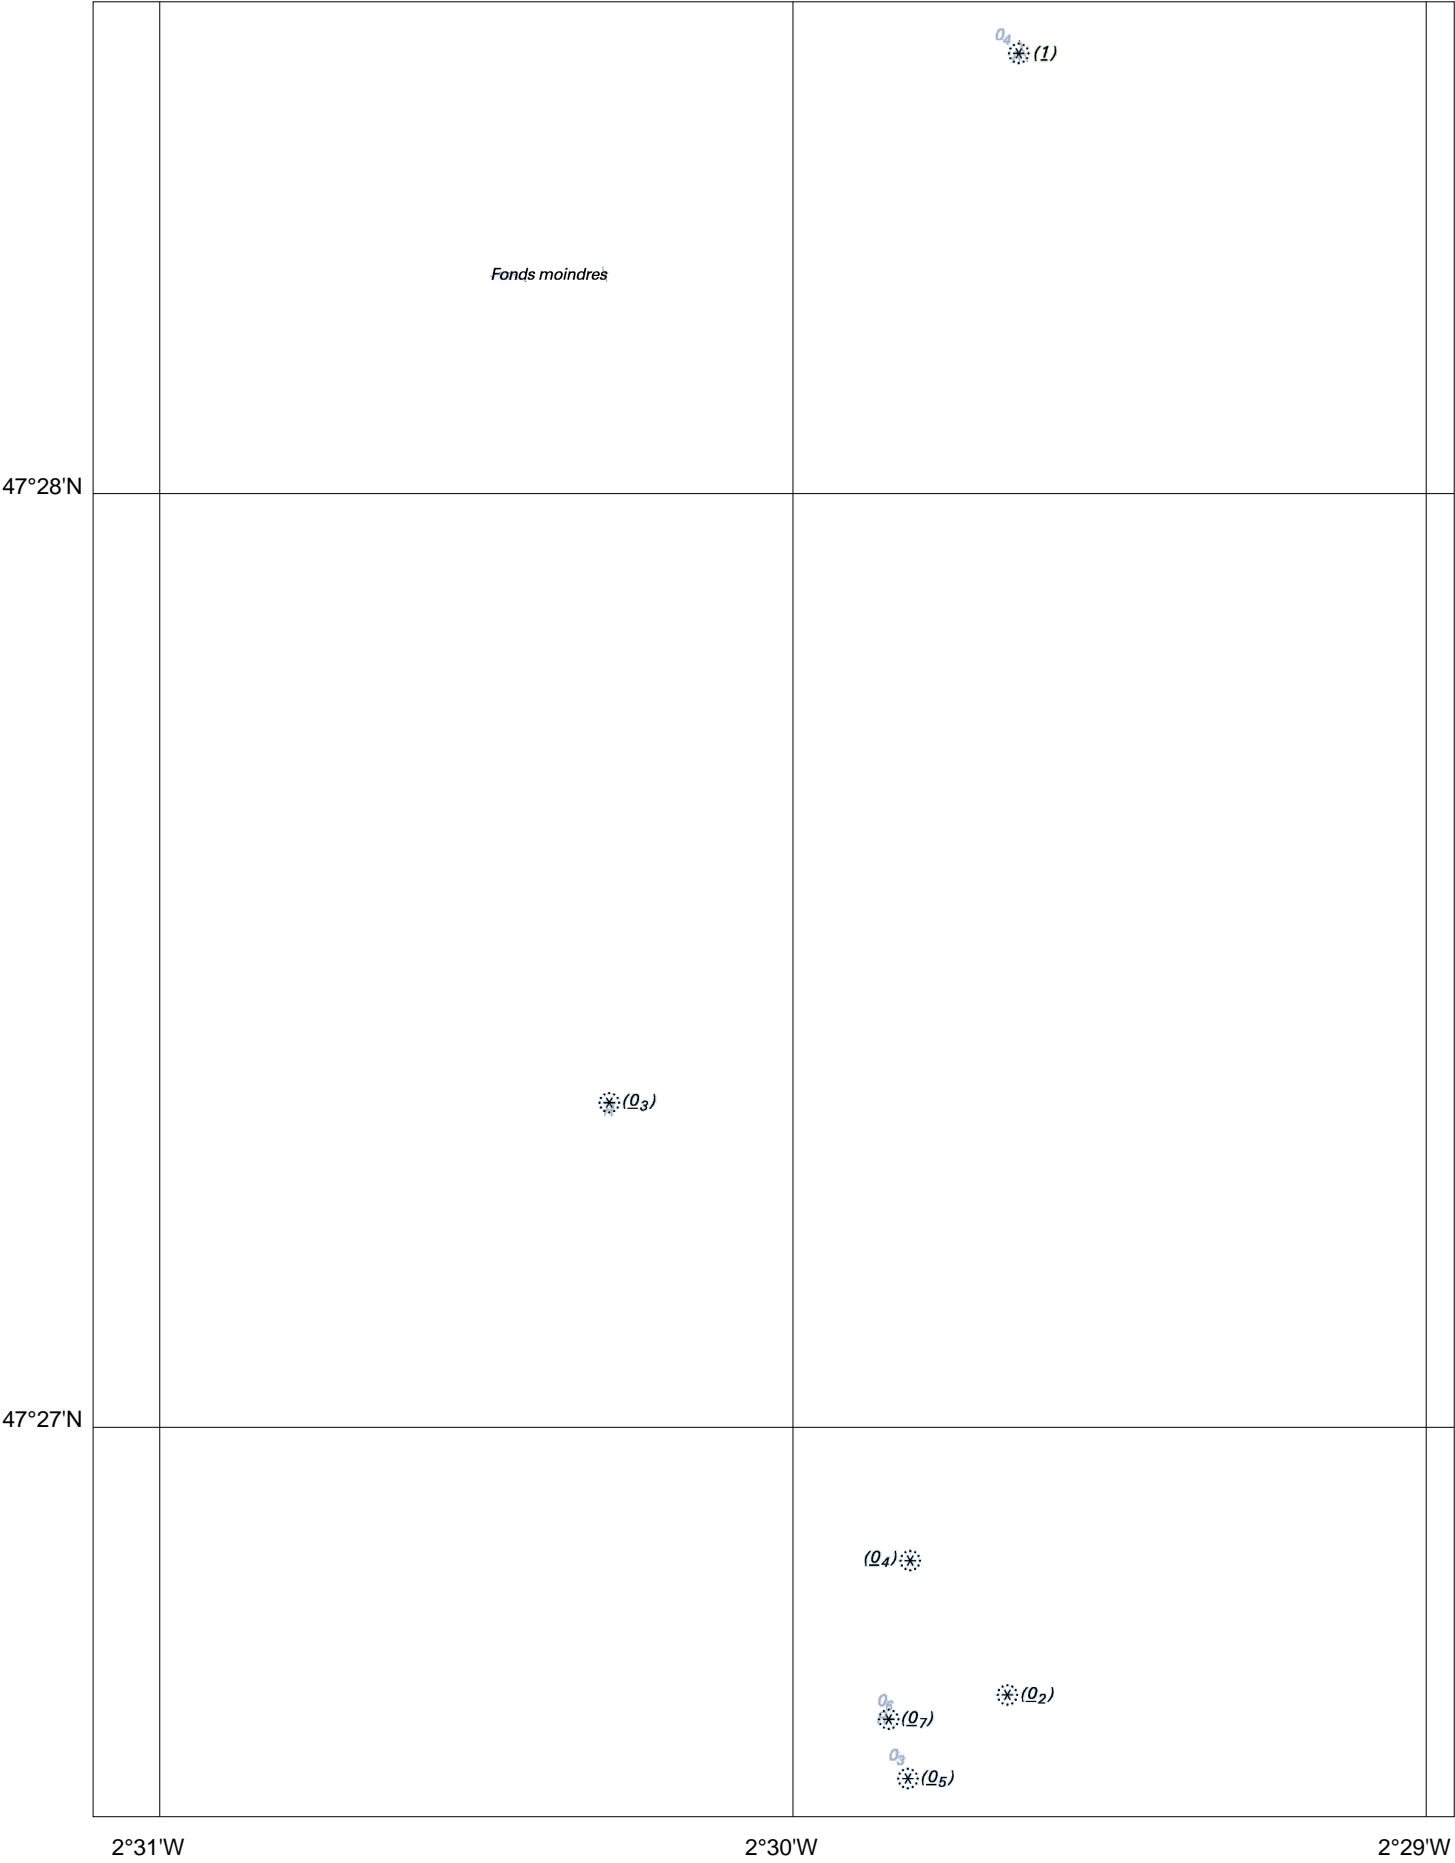 0₄
(1)
Fonds moindres
47°28'N
(0₃)
47°27'N
(0₄)
(0₂)
0₆
(0₇)
0₃
(0₅)
2°31'W 2°30'W 2°29'W